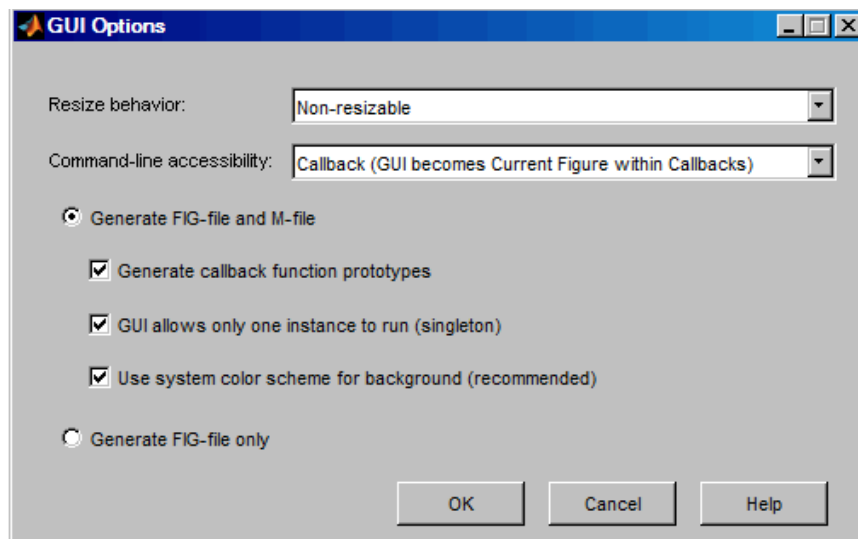 GUI Options
Resize behavior: Non-resizable
Command-line accessibility: Callback (GUI becomes Current Figure within Callbacks)
Generate FIG-file and M-file
Generate callback function prototypes
GUI allows only one instance to run (singleton)
Use system color scheme for background (recommended)
Generate FIG-file only
OK Cancel Help